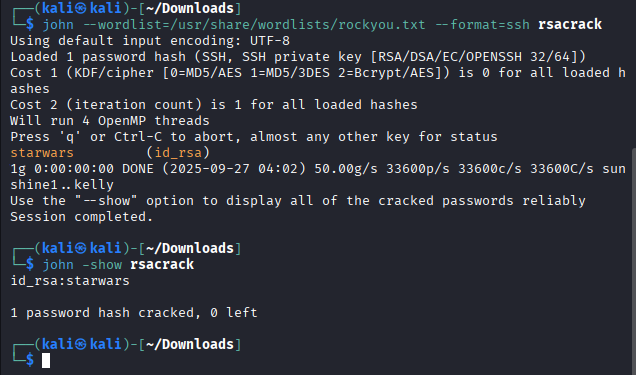 ┌──(kali㉿kali)-[~/Downloads]
└─$ john --wordlist=/usr/share/wordlists/rockyou.txt --format=ssh rsacrack
Using default input encoding: UTF-8
Loaded 1 password hash (SSH, SSH private key [RSA/DSA/EC/OPENSSH 32/64])
Cost 1 (KDF/cipher [0=MD5/AES 1=MD5/3DES 2=Bcrypt/AES]) is 0 for all loaded h
ashes
Cost 2 (iteration count) is 1 for all loaded hashes
Will run 4 OpenMP threads
Press 'q' or Ctrl-C to abort, almost any other key for status
starwars         (id_rsa)
1g 0:00:00:00 DONE (2025-09-27 04:02) 50.00g/s 33600p/s 33600c/s 33600C/s sun
shine1..kelly
Use the "--show" option to display all of the cracked passwords reliably
Session completed.
┌──(kali㉿kali)-[~/Downloads]
└─$ john -show rsacrack
id_rsa:starwars
1 password hash cracked, 0 left
┌──(kali㉿kali)-[~/Downloads]
└─$